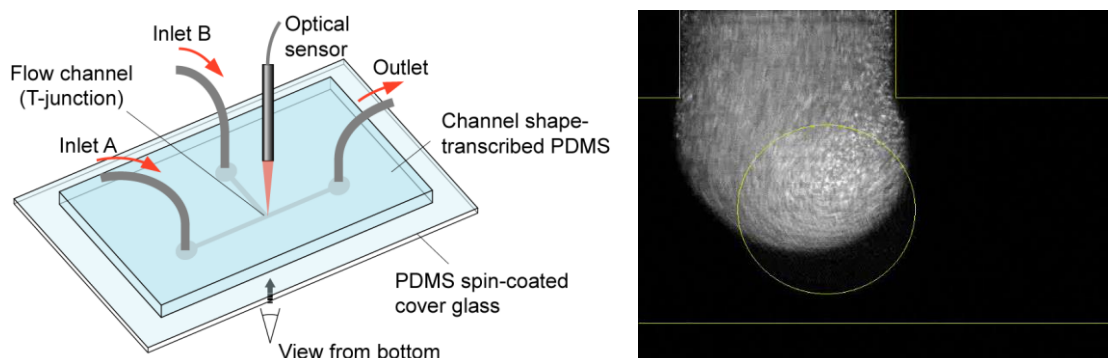 Inlet B
Optical
sensor
Flow channel
(T-junction)
Outlet
Inlet A
Channel shape-
transcribed PDMS
PDMS spin-coated
cover glass
View from bottom